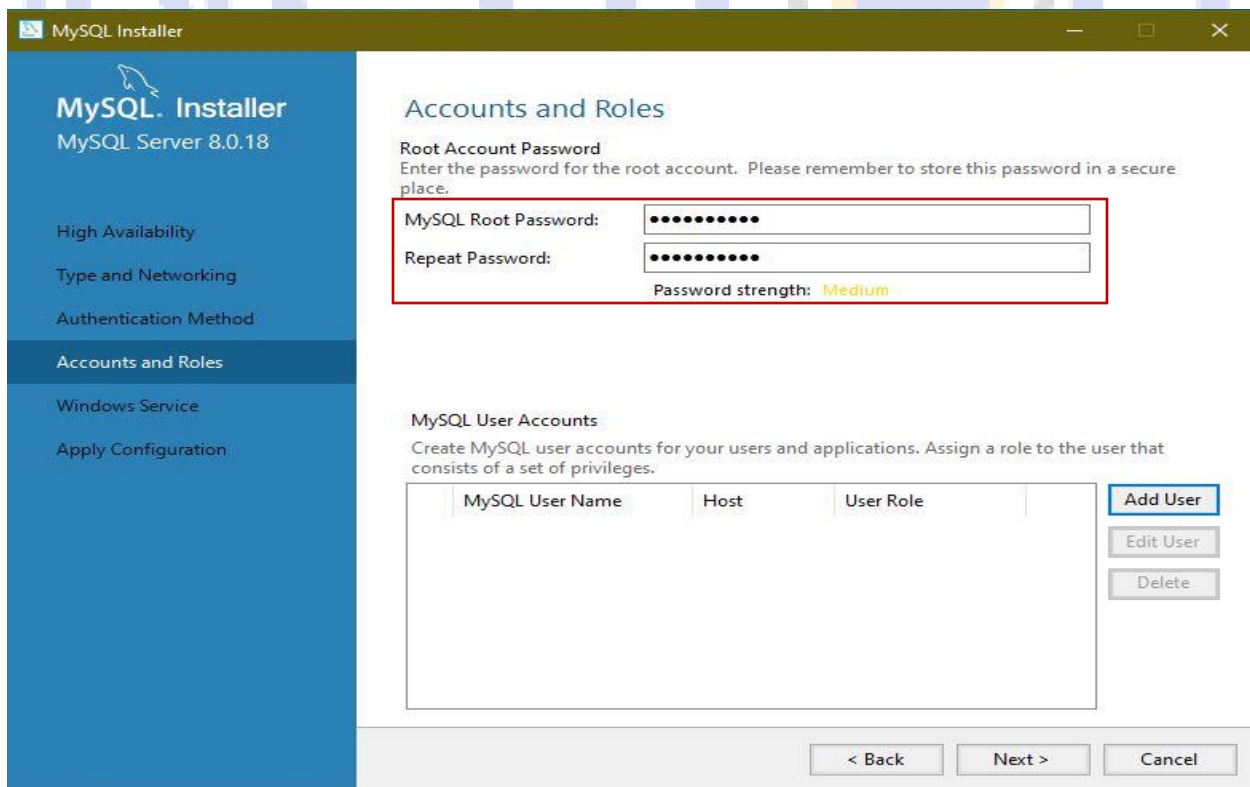 MySQL Installer
MySQL. Installer
MySQL Server 8.0.18
High Availability
Type and Networking
Authentication Method
Accounts and Roles
Windows Service
Apply Configuration
Accounts and Roles
Root Account Password
Enter the password for the root account. Please remember to store this password in a secure
place.
MySQL Root Password: ●●●●●●●●●●
Repeat Password: ●●●●●●●●●●
Password strength: Medium
MySQL User Accounts
Create MySQL user accounts for your users and applications. Assign a role to the user that
consists of a set of privileges.
MySQL User Name Host User Role
Add User
Edit User
Delete
< Back Next > Cancel